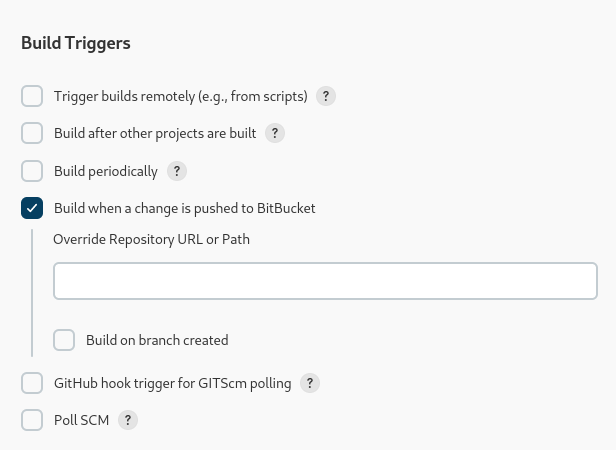 Build Triggers
Trigger builds remotely (e.g., from scripts) ?
Build after other projects are built ?
Build periodically ?
Build when a change is pushed to BitBucket
Override Repository URL or Path
Build on branch created
GitHub hook trigger for GITScm polling ?
Poll SCM ?